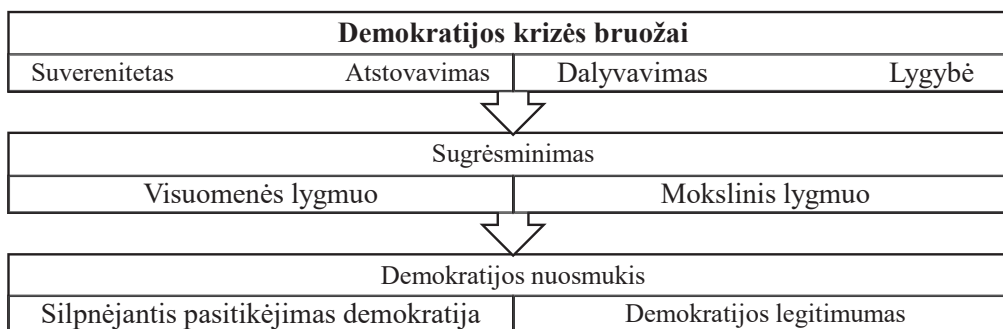 Demokratijos krizės bruožai
Suverenitetas Atstovavimas Dalyvavimas Lygybė
Sugrėsminimas
Visuomenės lygmuo Mokslinis lygmuo
Demokratijos nuosmukis
Silpnėjantis pasitikėjimas demokratija Demokratijos legitimumas